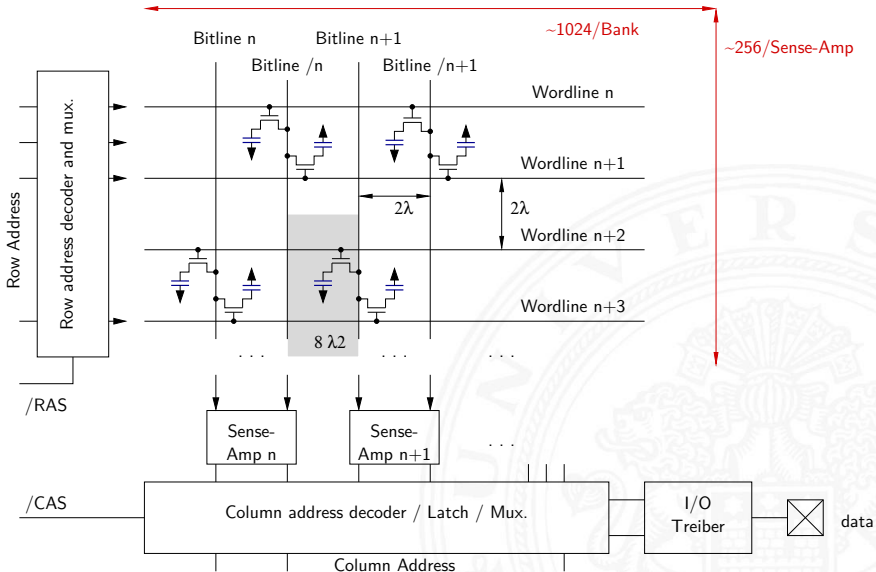 ~1024/Bank
~256/Sense-Amp
Bitline n
Bitline n+1
Bitline /n
Bitline /n+1
Wordline n
Wordline n+1
2λ
2λ
Wordline n+2
Wordline n+3
8 λ2
. . .
. . .
. . .
Row Address
Row address decoder and mux.
/RAS
Sense-
Amp n
Sense-
Amp n+1
. . .
/CAS
Column address decoder / Latch / Mux.
I/O
Treiber
data
Column Address
UNIVERS